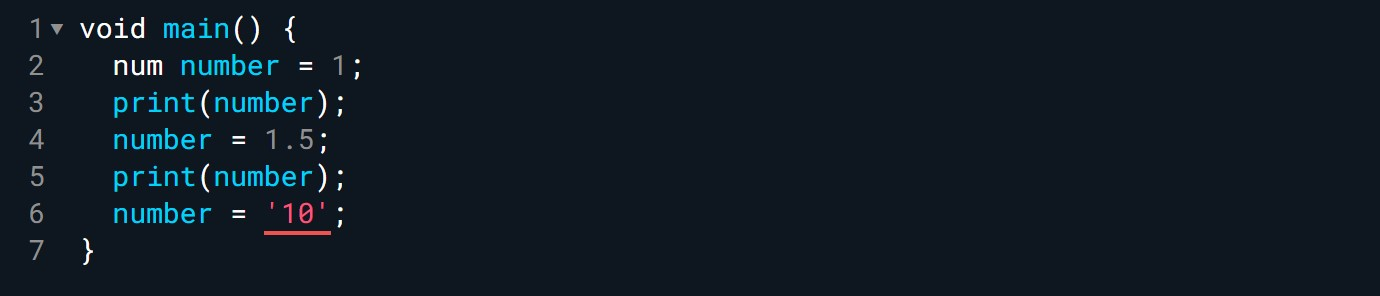 1 void main() {
2   num number = 1;
3   print(number);
4   number = 1.5;
5   print(number);
6   number = '10';
7 }